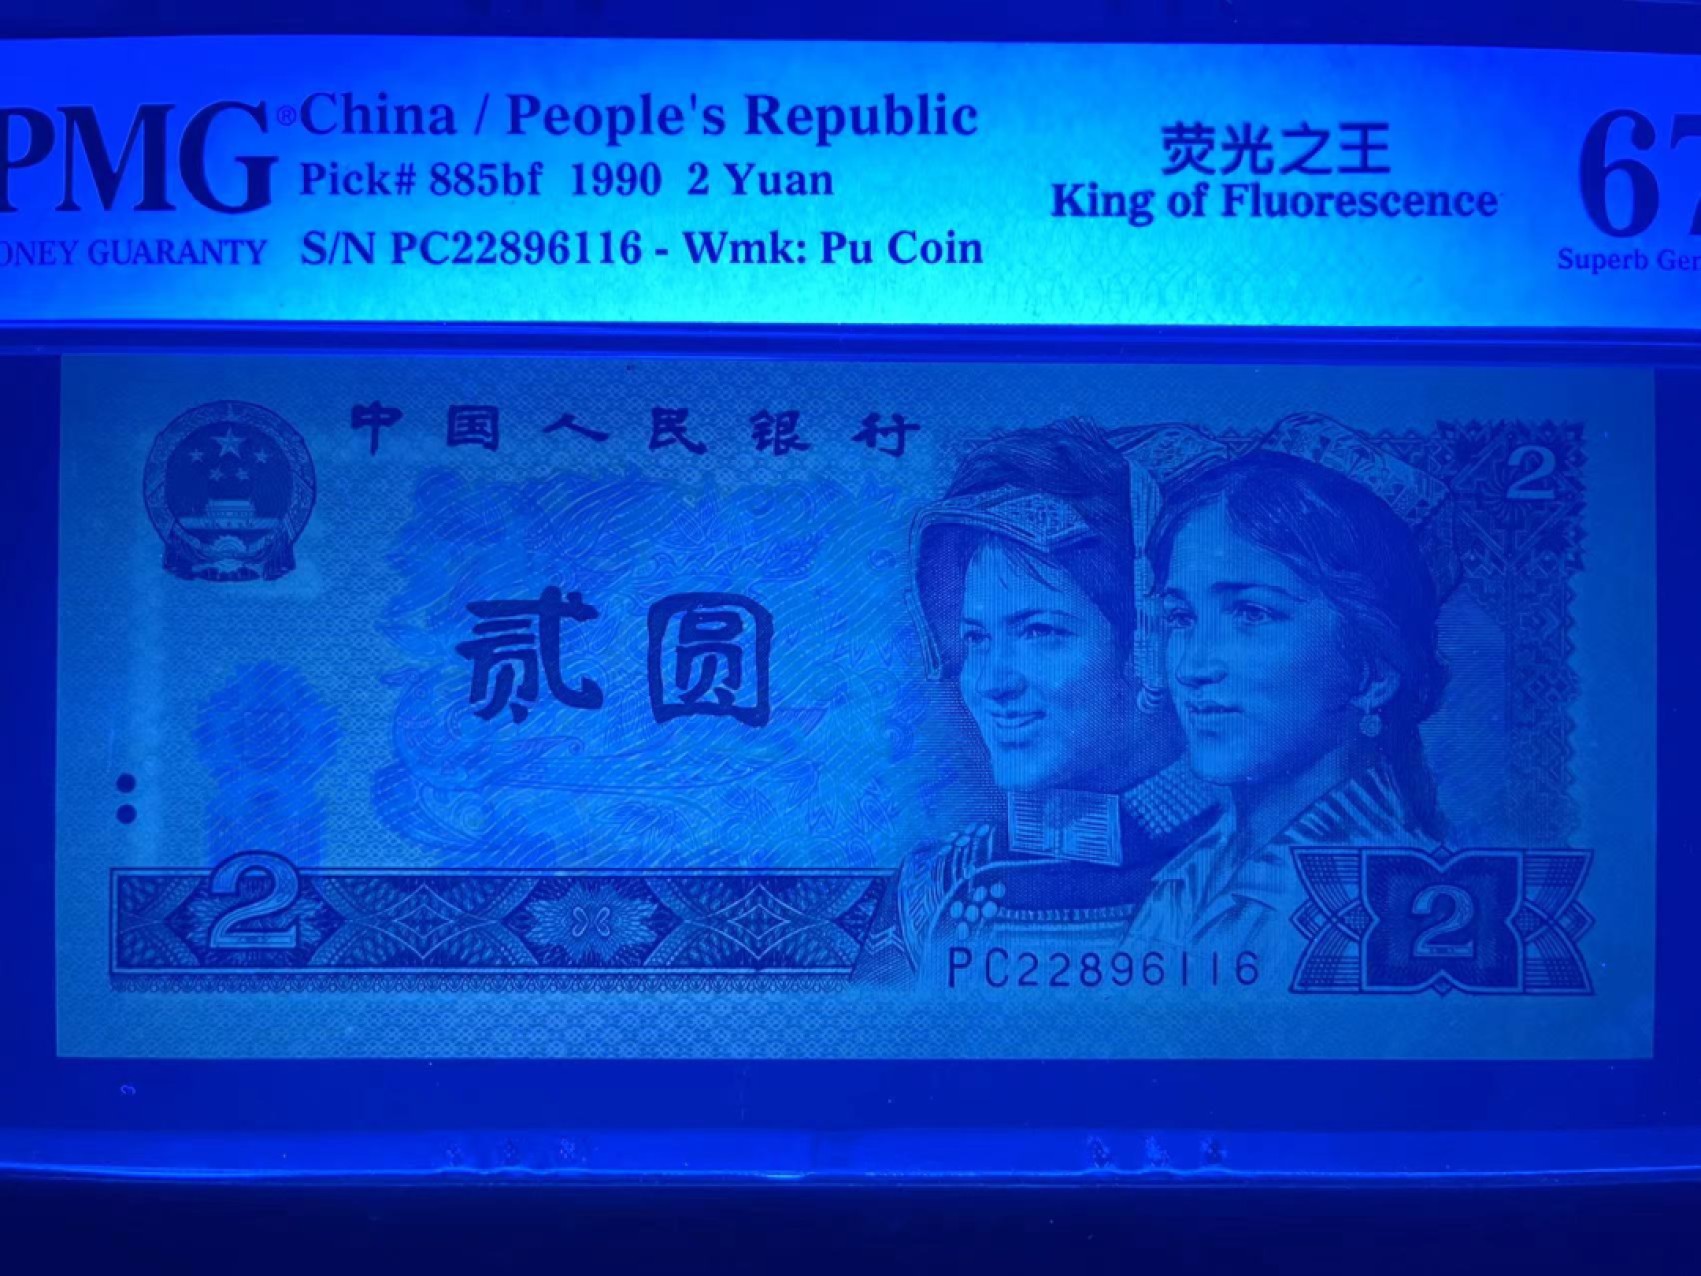 PMG® China / People's Republic
Pick# 885bf 1990 2 Yuan
S/N PC22896116 - Wmk: Pu Coin
ONEY GUARANTY
荧光之王
King of Fluorescence
67
Superb Gem
中国人民银行
2
贰圆
2
PC22896116
2